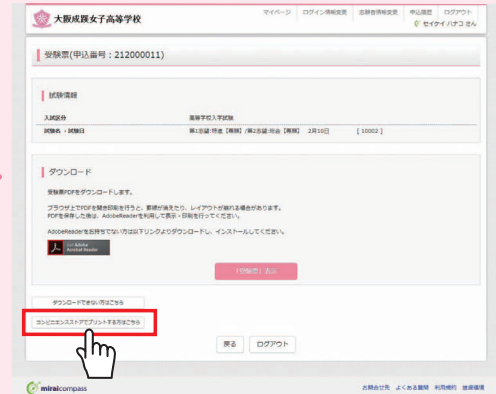 大阪成蹊女子高等学校
マイページ ログイン情報変更 志願者情報変更 申込履歴 ログアウト
セイケイ ハナコ さん
受験票(申込番号:212000011)
試験情報
入試区分 高等学校入学試験
試験名・試験日 第1志望:特進【専願】/第2志望:総合【専願】 2月10日 [ 10002 ]
ダウンロード
受験票PDFをダウンロードします。
ブラウザ上でPDFを開き印刷を行うと、罫線が消えたり、レイアウトが崩れる場合があります。
PDFを保存した後は、AdobeReaderを利用して表示・印刷を行ってください。
AdobeReaderをお持ちでない方は以下リンクよりダウンロードし、インストールしてください。
Get Adobe
Acrobat Reader
「受験票」表示
ダウンロードできない方はこちら
コンビニエンスストアでプリントする方はこちら
戻る ログアウト
miraicompass
お問合せ先 よくある質問 利用規約 推奨環境